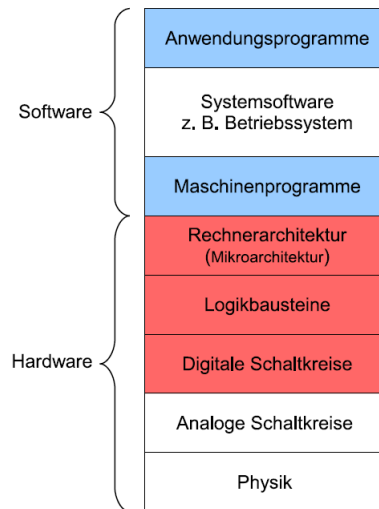 Anwendungsprogramme
Software
Systemsoftware
z. B. Betriebssystem
Maschinenprogramme
Rechnerarchitektur
(Mikroarchitektur)
Logikbausteine
Hardware
Digitale Schaltkreise
Analoge Schaltkreise
Physik